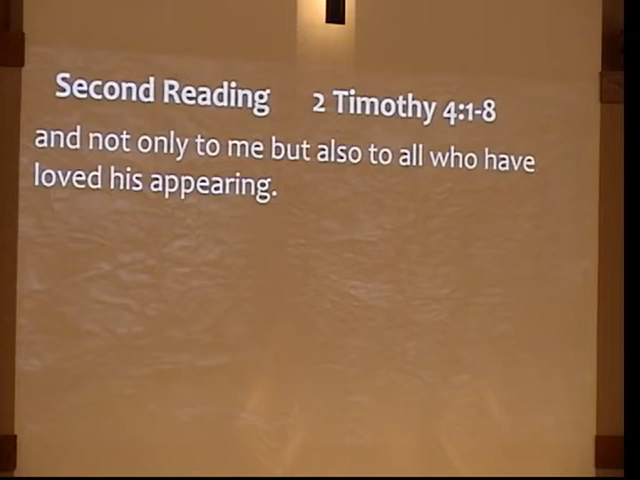 Second Reading 2 Timothy 4:1-8
and not only to me but also to all who have
loved his appearing.